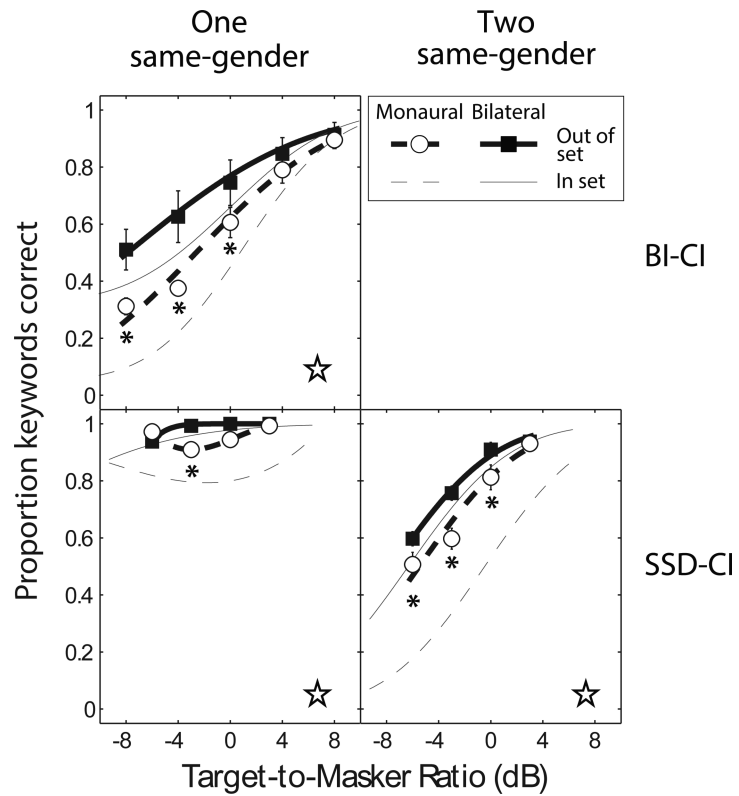 One
same-gender
Two
same-gender
Monaural Bilateral
Out of
set
In set
1
0.8
0.6
0.4
0.2
0
*
*
*
BI-CI
Proportion keywords correct
1
0.8
0.6
0.4
0.2
0
*
*
*
*
SSD-CI
-8 -4 0 4 8
-8 -4 0 4 8
Target-to-Masker Ratio (dB)